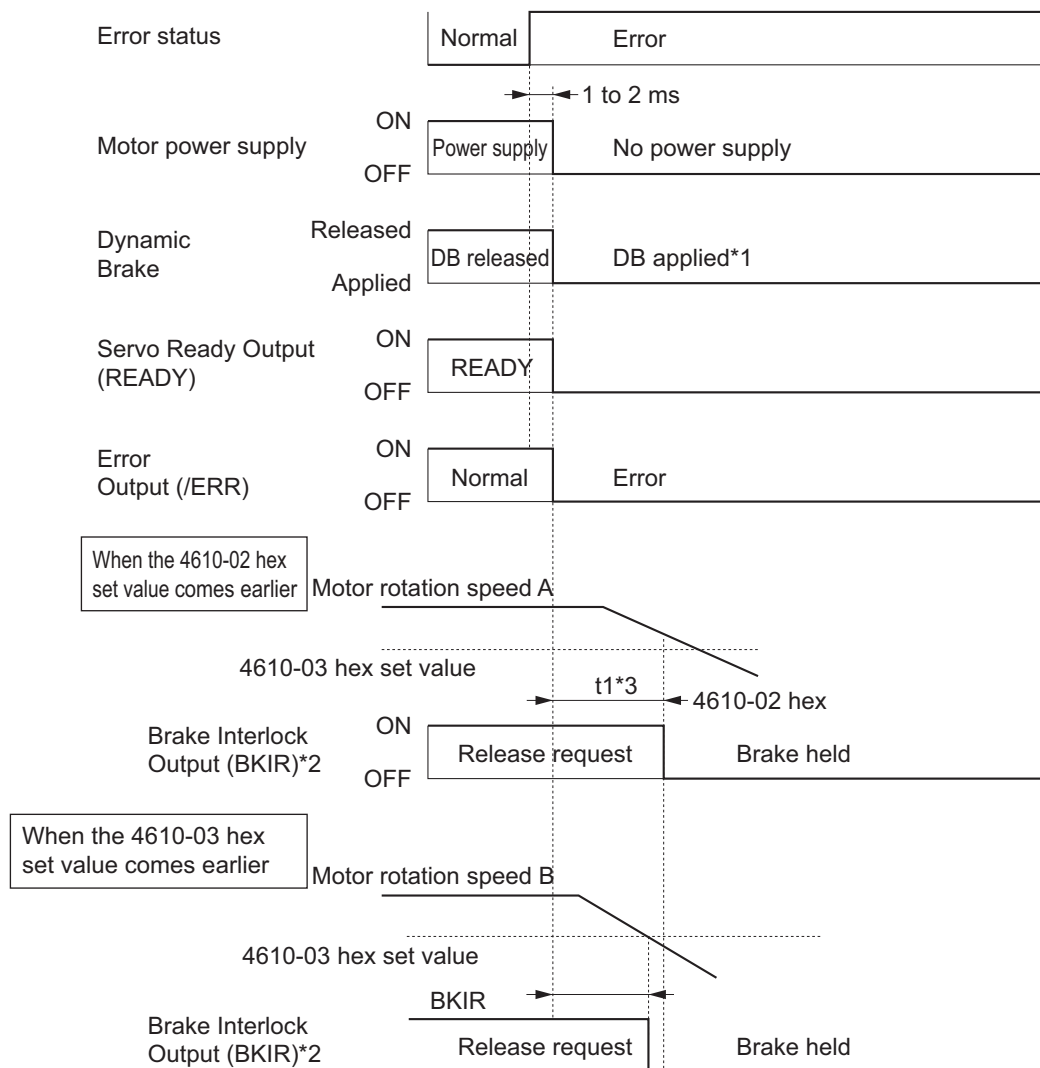 Error status
Normal
Error
1 to 2 ms
Motor power supply
ON
OFF
Power supply
No power supply
Dynamic
Brake
Released
Applied
DB released
DB applied*1
Servo Ready Output
(READY)
ON
OFF
READY
Error
Output (/ERR)
ON
OFF
Normal
Error
When the 4610-02 hex
set value comes earlier
Motor rotation speed A
4610-03 hex set value
t1*3
4610-02 hex
Brake Interlock
Output (BKIR)*2
ON
OFF
Release request
Brake held
When the 4610-03 hex
set value comes earlier
Motor rotation speed B
4610-03 hex set value
BKIR
Brake Interlock
Output (BKIR)*2
Release request
Brake held